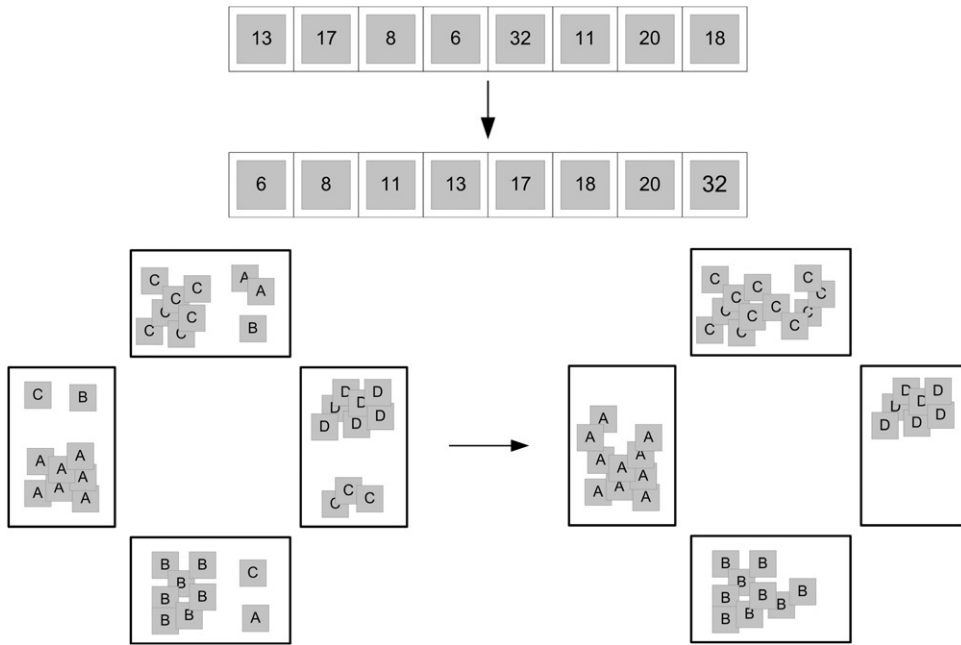 13 17 8 6 32 11 20 18
6 8 11 13 17 18 20 32
C C A A
C C C
C C B
C B
A A A
A A A A
D D
D D D
D D
C C C
B B C
B
B B
B B A
C C C C
C C C
C C C
C C C
A
A A
A A A
A A A A
D D
D D D
D D
B B
B
B B B
B B B